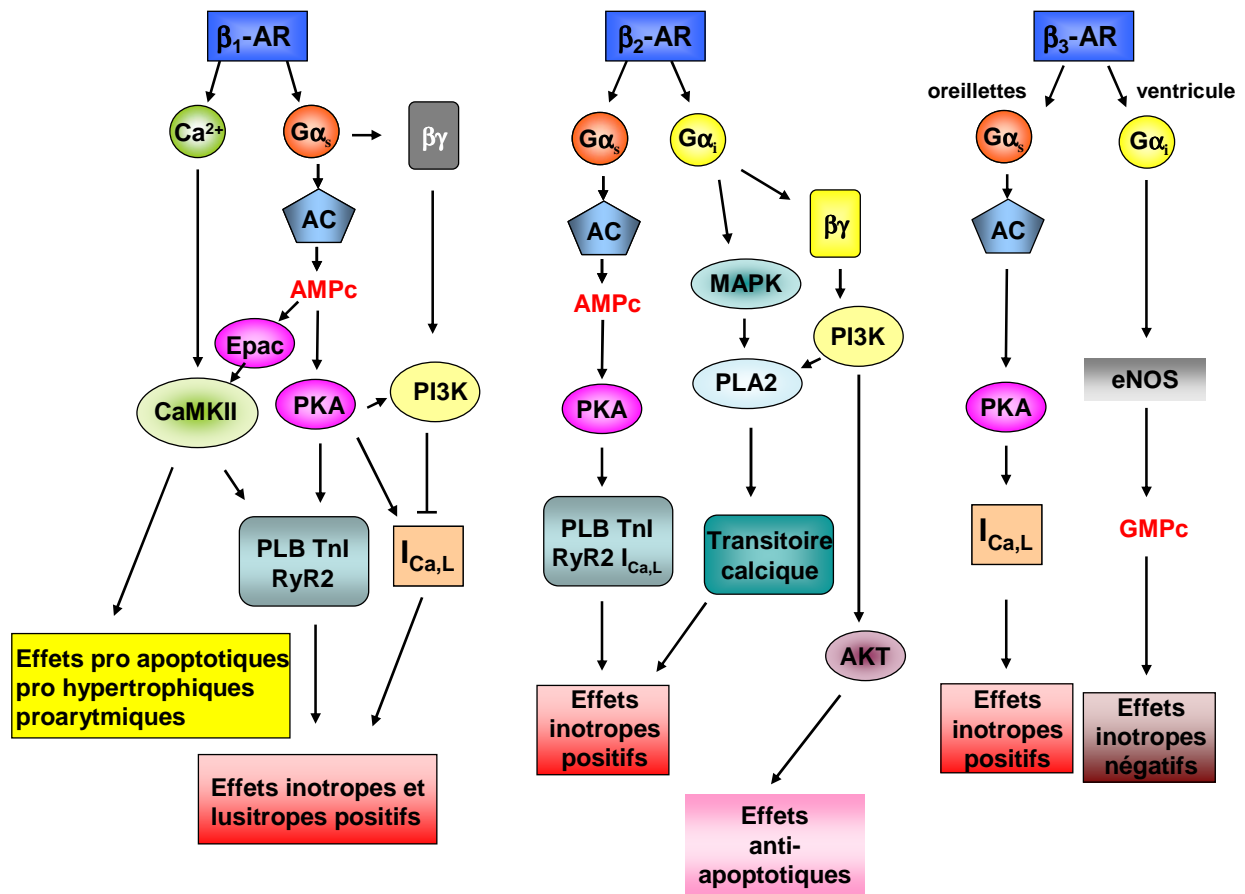 β₁-AR
β₂-AR
β₃-AR
oreillettes
ventricule
Ca²⁺
Gαₛ
βγ
Gαₛ
Gαᵢ
Gαₛ
Gαᵢ
AC
AC
βγ
AC
AMPc
AMPc
MAPK
Epac
PI3K
CaMKII
PKA
PI3K
PKA
PLA2
PKA
eNOS
PLB TnI
RyR2
I_Ca,L
PLB TnI
RyR2 I_Ca,L
Transitoire
calcique
I_Ca,L
GMPc
Effets pro apoptotiques
pro hypertrophiques
proarytmiques
AKT
Effets inotropes et
lusitropes positifs
Effets
inotropes
positifs
Effets
anti-
apoptotiques
Effets
inotropes
positifs
Effets
inotropes
négatifs